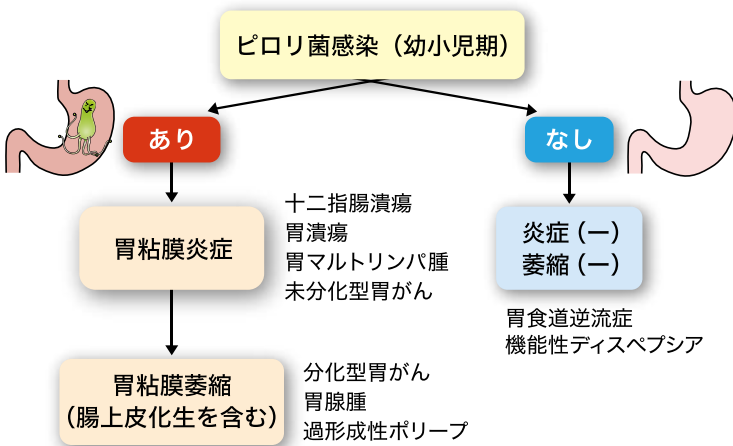 ピロリ菌感染（幼小児期）
あり
なし
胃粘膜炎症
十二指腸潰瘍
胃潰瘍
胃マルトリンパ腫
未分化型胃がん
炎症（ー）
萎縮（ー）
胃食道逆流症
機能性ディスペプシア
胃粘膜萎縮
（腸上皮化生を含む）
分化型胃がん
胃腺腫
過形成性ポリープ